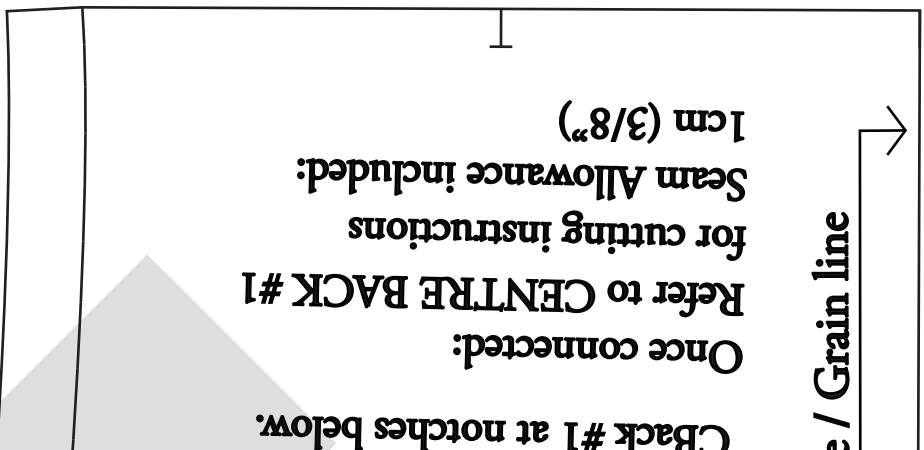 CBack #1 at notches below.
Once connected:
Refer to CENTRE BACK #1
for cutting instructions
Seam Allowance included:
1cm (3/8”)
e / Grain line